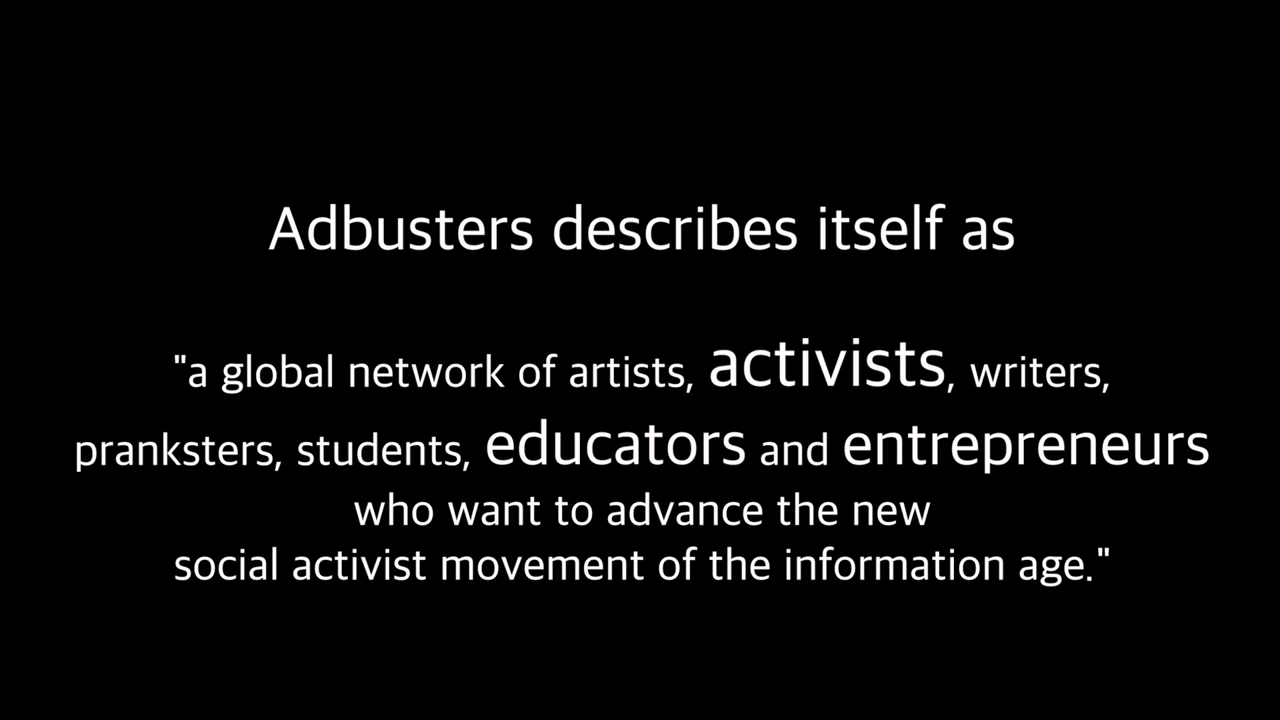 Adbusters describes itself as
"a global network of artists, activists, writers,
pranksters, students, educators and entrepreneurs
who want to advance the new
social activist movement of the information age."